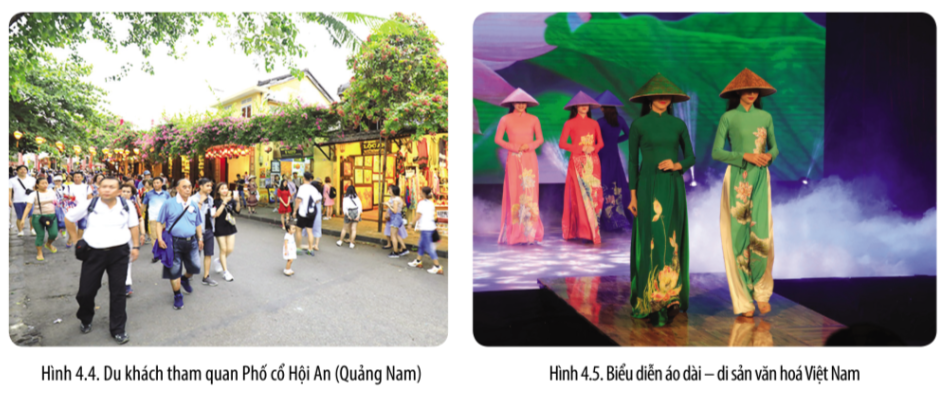 Hình 4.4. Du khách tham quan Phố cổ Hội An (Quảng Nam)
Hình 4.5. Biểu diễn áo dài – di sản văn hoá Việt Nam